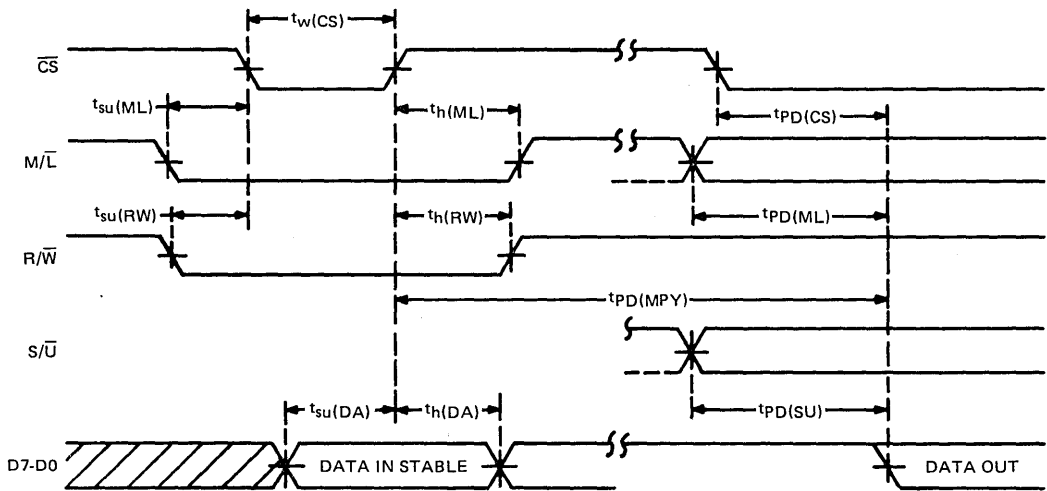 tw(CS)
C̅S̅
tsu(ML)
th(ML)
tPD(CS)
M/L̅
tsu(RW)
th(RW)
tPD(ML)
R/W̅
tPD(MPY)
S/U̅
tsu(DA)
th(DA)
tPD(SU)
D7-D0
DATA IN STABLE
DATA OUT